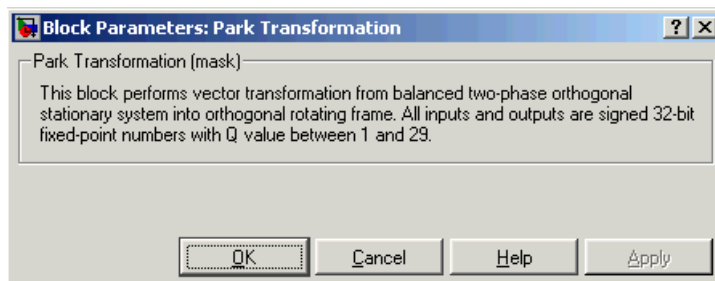 Block Parameters: Park Transformation
Park Transformation (mask)
This block performs vector transformation from balanced two-phase orthogonal
stationary system into orthogonal rotating frame. All inputs and outputs are signed 32-bit
fixed-point numbers with Q value between 1 and 29.
OK Cancel Help Apply